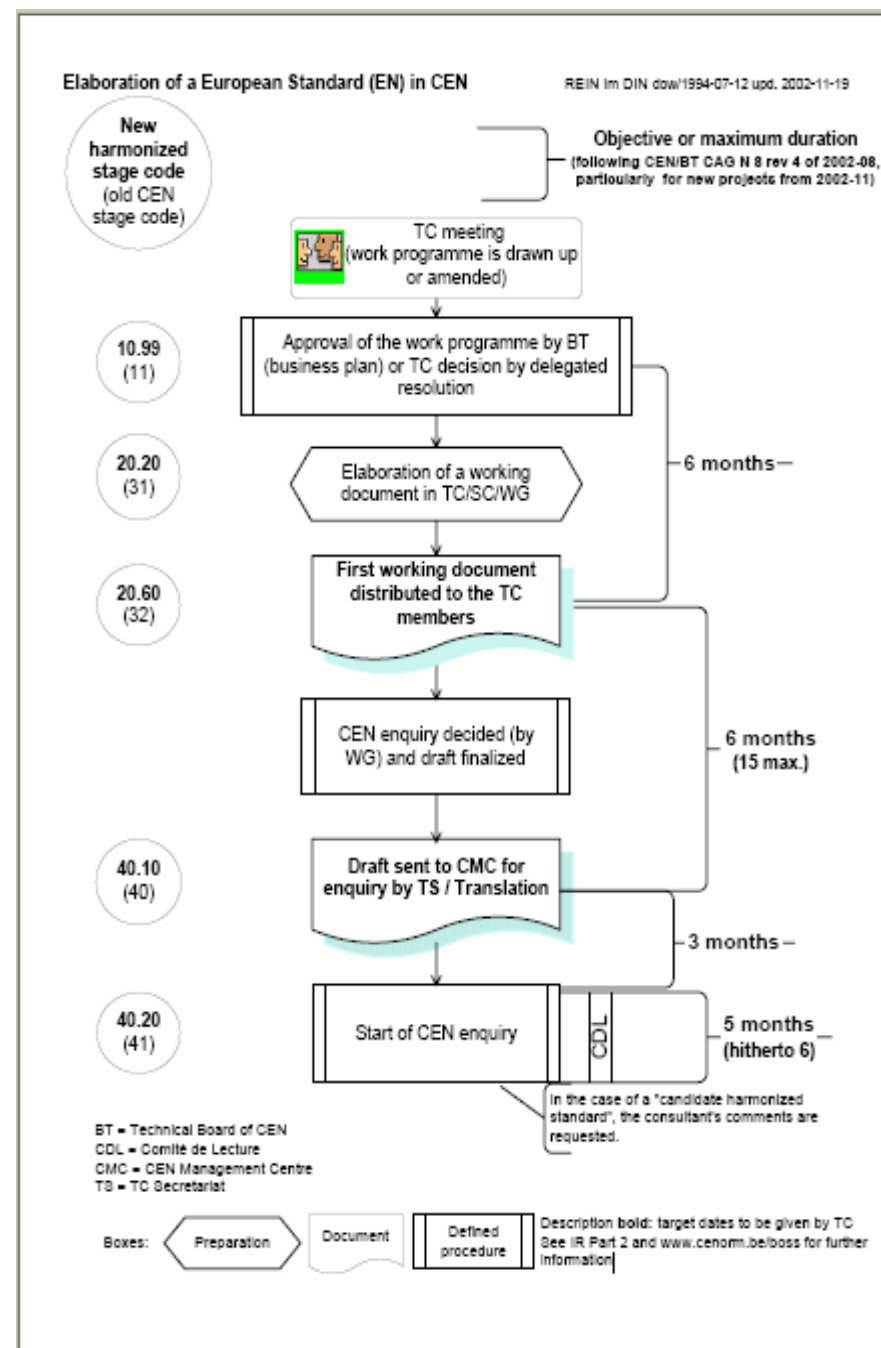 Elaboration of a European Standard (EN) in CEN
REIN im DIN dow/1994-07-12 upd. 2002-11-19
New
harmonized
stage code
(old CEN
stage code)
Objective or maximum duration
(following CEN/BT CAG N 8 rev 4 of 2002-08,
particularly for new projects from 2002-11)
TC meeting
(work programme is drawn up
or amended)
10.99
(11)
Approval of the work programme by BT
(business plan) or TC decision by delegated
resolution
6 months
20.20
(31)
Elaboration of a working
document in TC/SC/WG
20.60
(32)
First working document
distributed to the TC
members
CEN enquiry decided (by
WG) and draft finalized
6 months
(15 max.)
40.10
(40)
Draft sent to CMC for
enquiry by TS / Translation
3 months
40.20
(41)
Start of CEN enquiry
CDL
5 months
(hitherto 6)
In the case of a "candidate harmonized
standard", the consultant's comments are
requested.
BT = Technical Board of CEN
CDL = Comité de Lecture
CMC = CEN Management Centre
TS = TC Secretariat
Boxes:
Preparation
Document
Defined
procedure
Description bold: target dates to be given by TC
See IR Part 2 and www.cenorm.be/boss for further
information